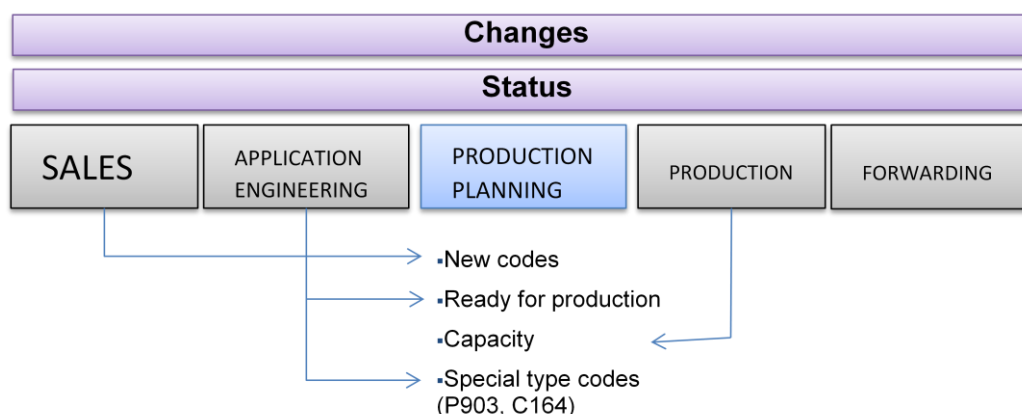 Changes
Status
SALES
APPLICATION
ENGINEERING
PRODUCTION
PLANNING
PRODUCTION
FORWARDING
▪New codes
▪Ready for production
▪Capacity
▪Special type codes
(P903, C164)